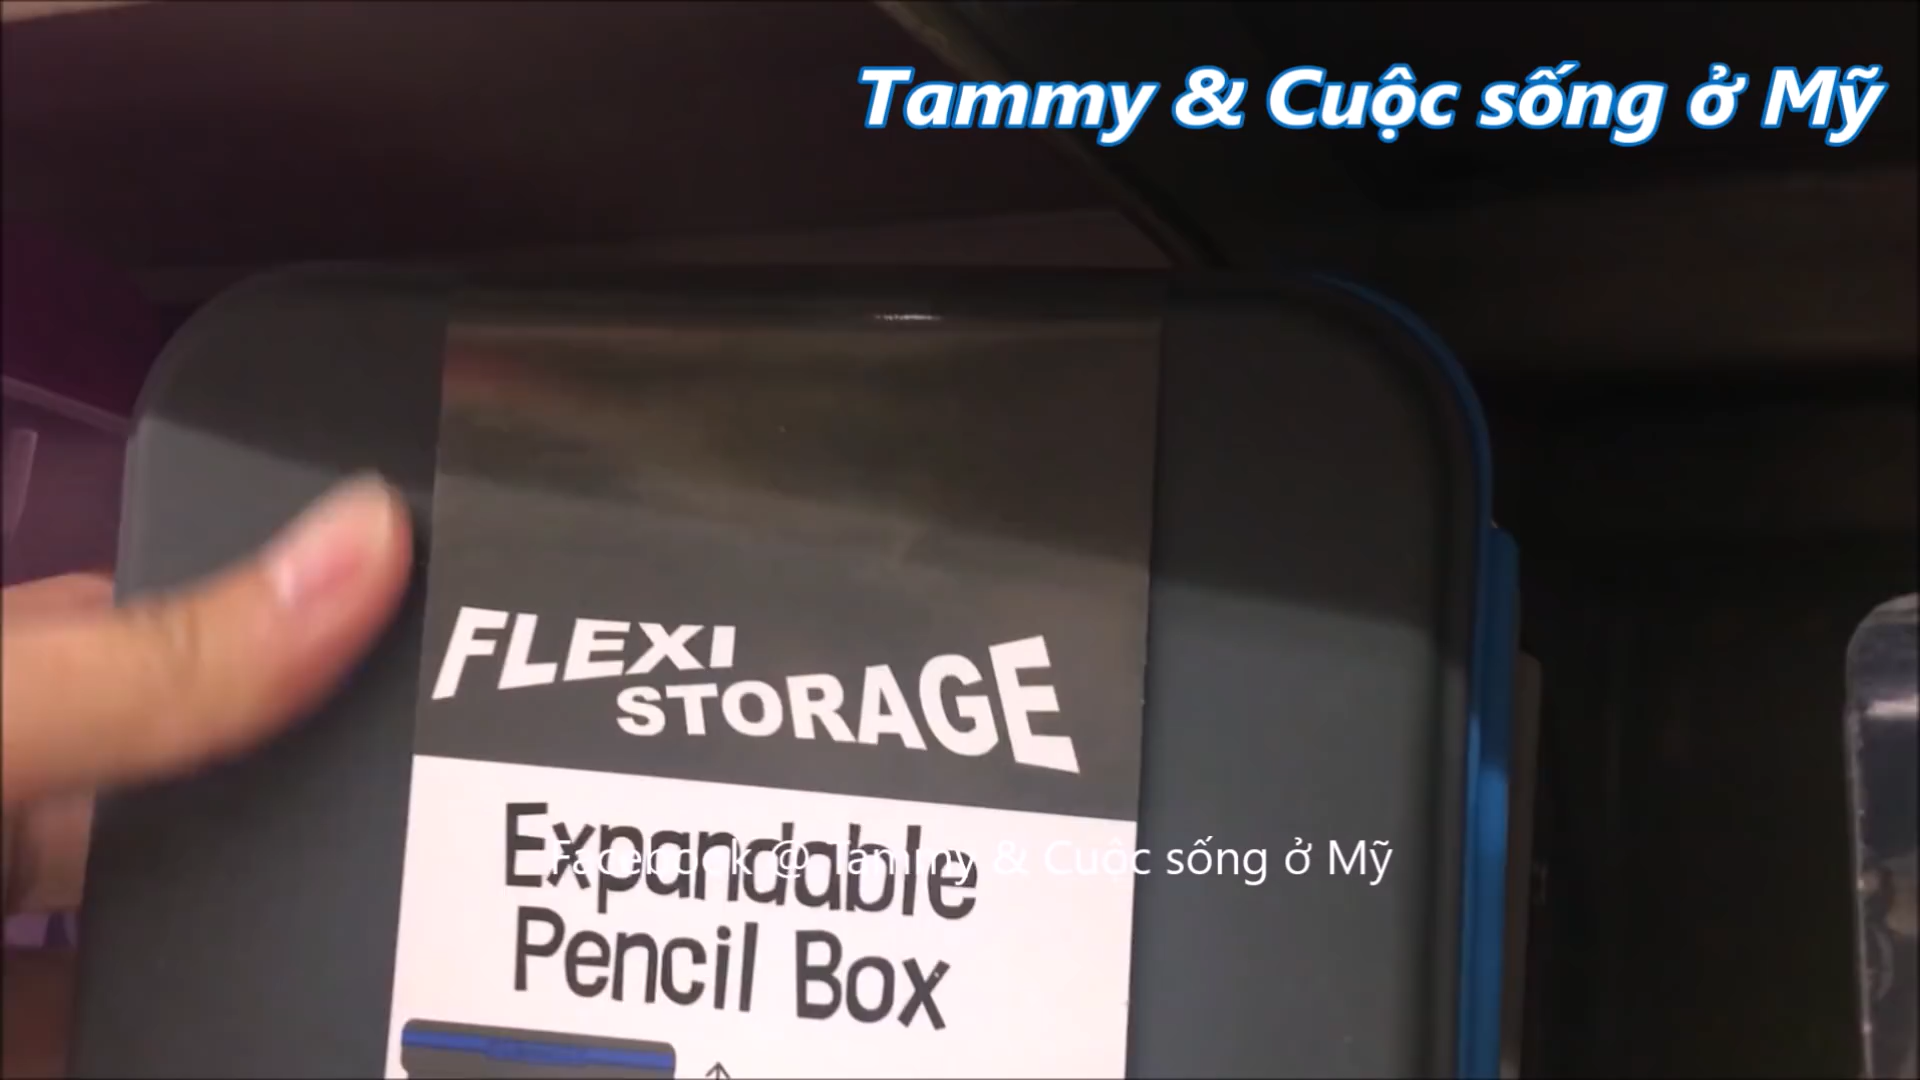 Tammy & Cuộc sống ở Mỹ
FLEXI
STORAGE
Expandable
Facebook @ Tammy & Cuộc sống ở Mỹ
Pencil Box